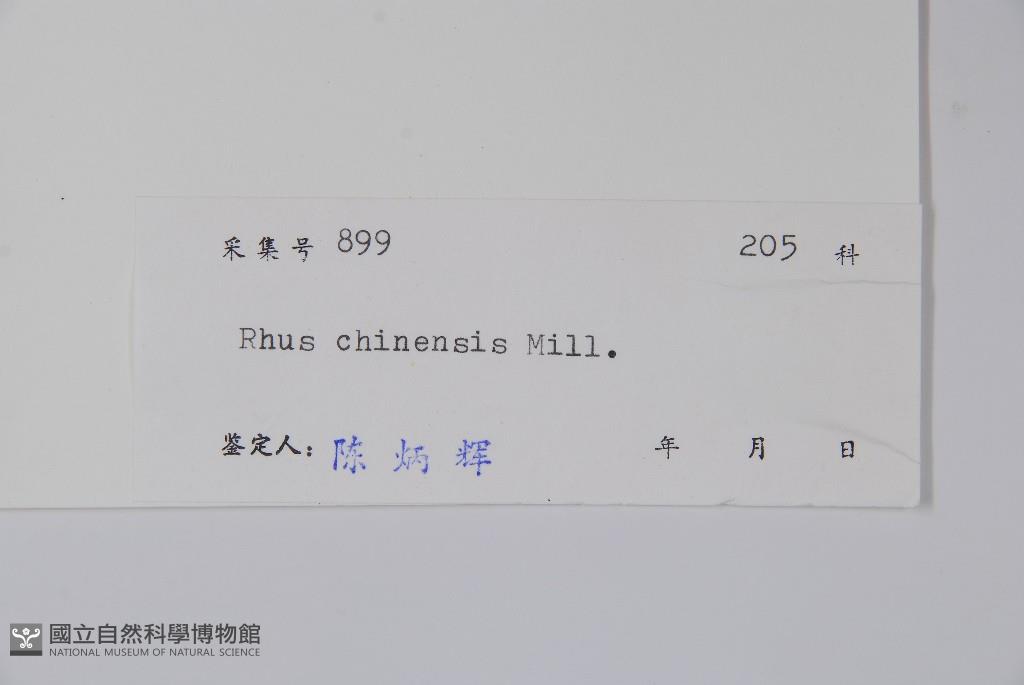 采集号 899 205 科
Rhus chinensis Mill.
鉴定人: 陈炳辉 年 月 日
國立自然科學博物館
NATIONAL MUSEUM OF NATURAL SCIENCE